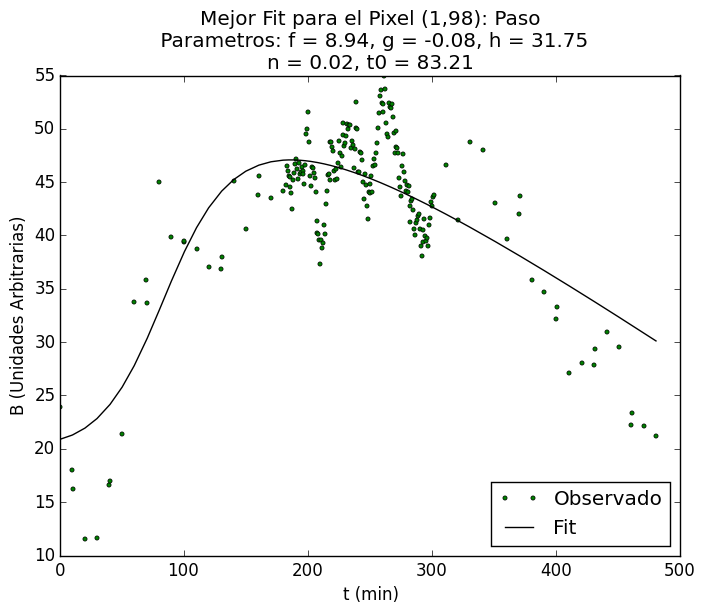 Mejor Fit para el Pixel (1,98): Paso
Parametros: f = 8.94, g = -0.08, h = 31.75
n = 0.02, t0 = 83.21
55
50
45
40
35
30
25
20
15
10
B (Unidades Arbitrarias)
Observado
Fit
0 100 200 300 400 500
t (min)